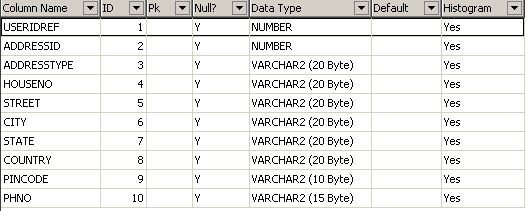 Column Name ID Pk Null? Data Type Default Histogram
USERIDREF 1 Y NUMBER Yes
ADDRESSID 2 Y NUMBER Yes
ADDRESSTYPE 3 Y VARCHAR2 (20 Byte) Yes
HOUSENO 4 Y VARCHAR2 (20 Byte) Yes
STREET 5 Y VARCHAR2 (20 Byte) Yes
CITY 6 Y VARCHAR2 (20 Byte) Yes
STATE 7 Y VARCHAR2 (20 Byte) Yes
COUNTRY 8 Y VARCHAR2 (20 Byte) Yes
PINCODE 9 Y VARCHAR2 (10 Byte) Yes
PHNO 10 Y VARCHAR2 (15 Byte) Yes